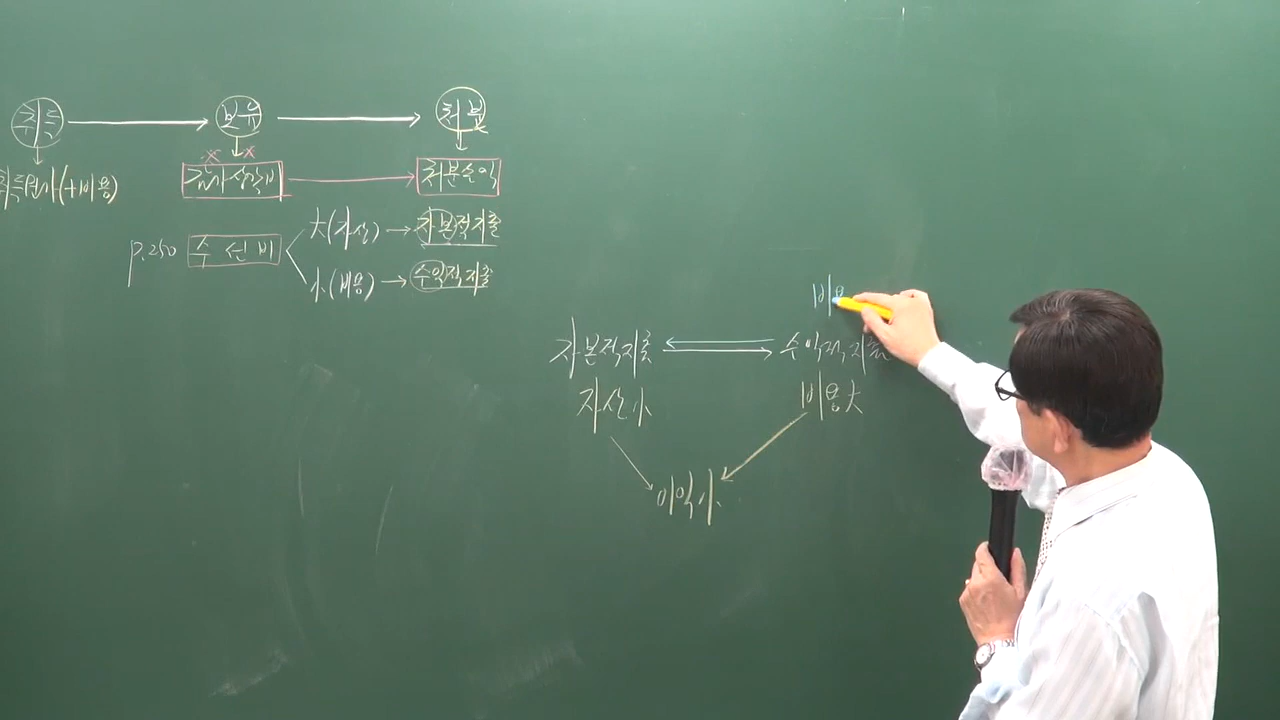 취득 → 보유 → 처분
취득원가(+비용)
감가상각비 → 처분손익
p.250 수선비
大(자산) → 자본적지출
小(비용) → 수익적지출
비용
자본적지출 수익적지출
자산小 비용大
이익小